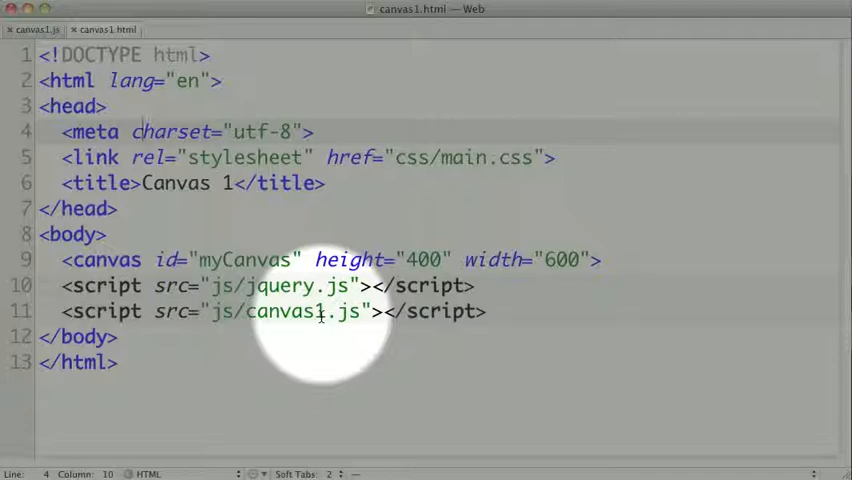 canvas1.html — Web
canvas1.js canvas1.html
1 <!DOCTYPE html>
2 <html lang="en">
3 <head>
4 <meta charset="utf-8">
5 <link rel="stylesheet" href="css/main.css">
6 <title>Canvas 1</title>
7 </head>
8 <body>
9 <canvas id="myCanvas" height="400" width="600">
10 <script src="js/jquery.js"></script>
11 <script src="js/canvas1.js"></script>
12 </body>
13 </html>
Line: 4 Column: 10 HTML Soft Tabs: 2 —